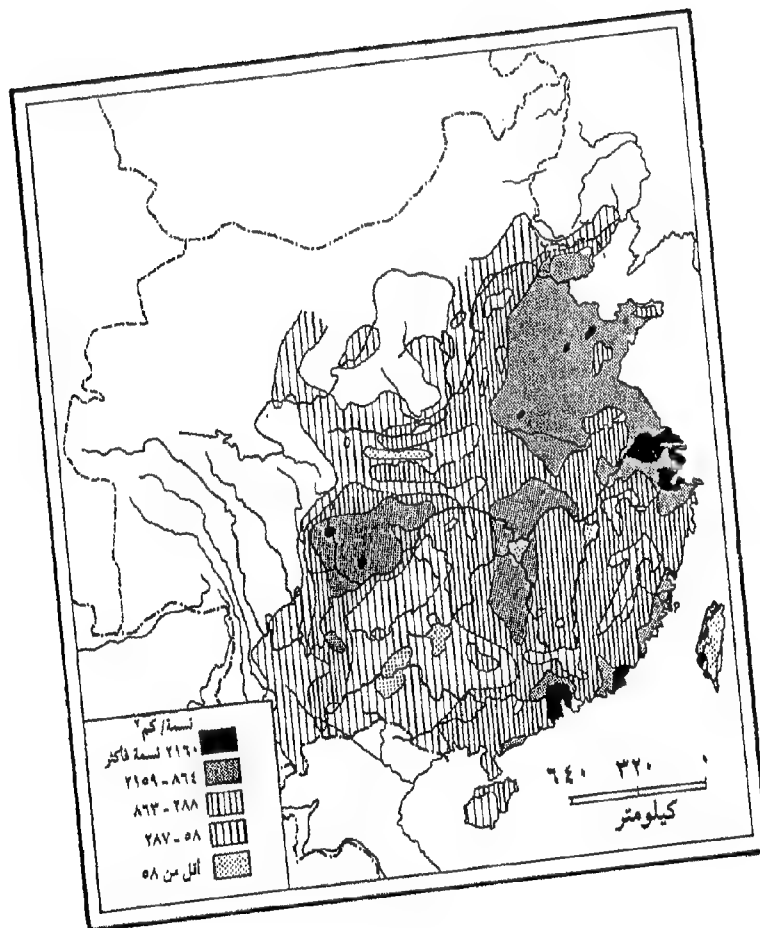 نسمة/كم٢
٢١٦٠ نسمة فأكثر
٨٦٤-٢١٥٩
٢٨٨-٨٦٣
٥٨-٢٨٧
أقل من ٥٨
٦٤٠ ٣٢٠ ٠
كيلومتر